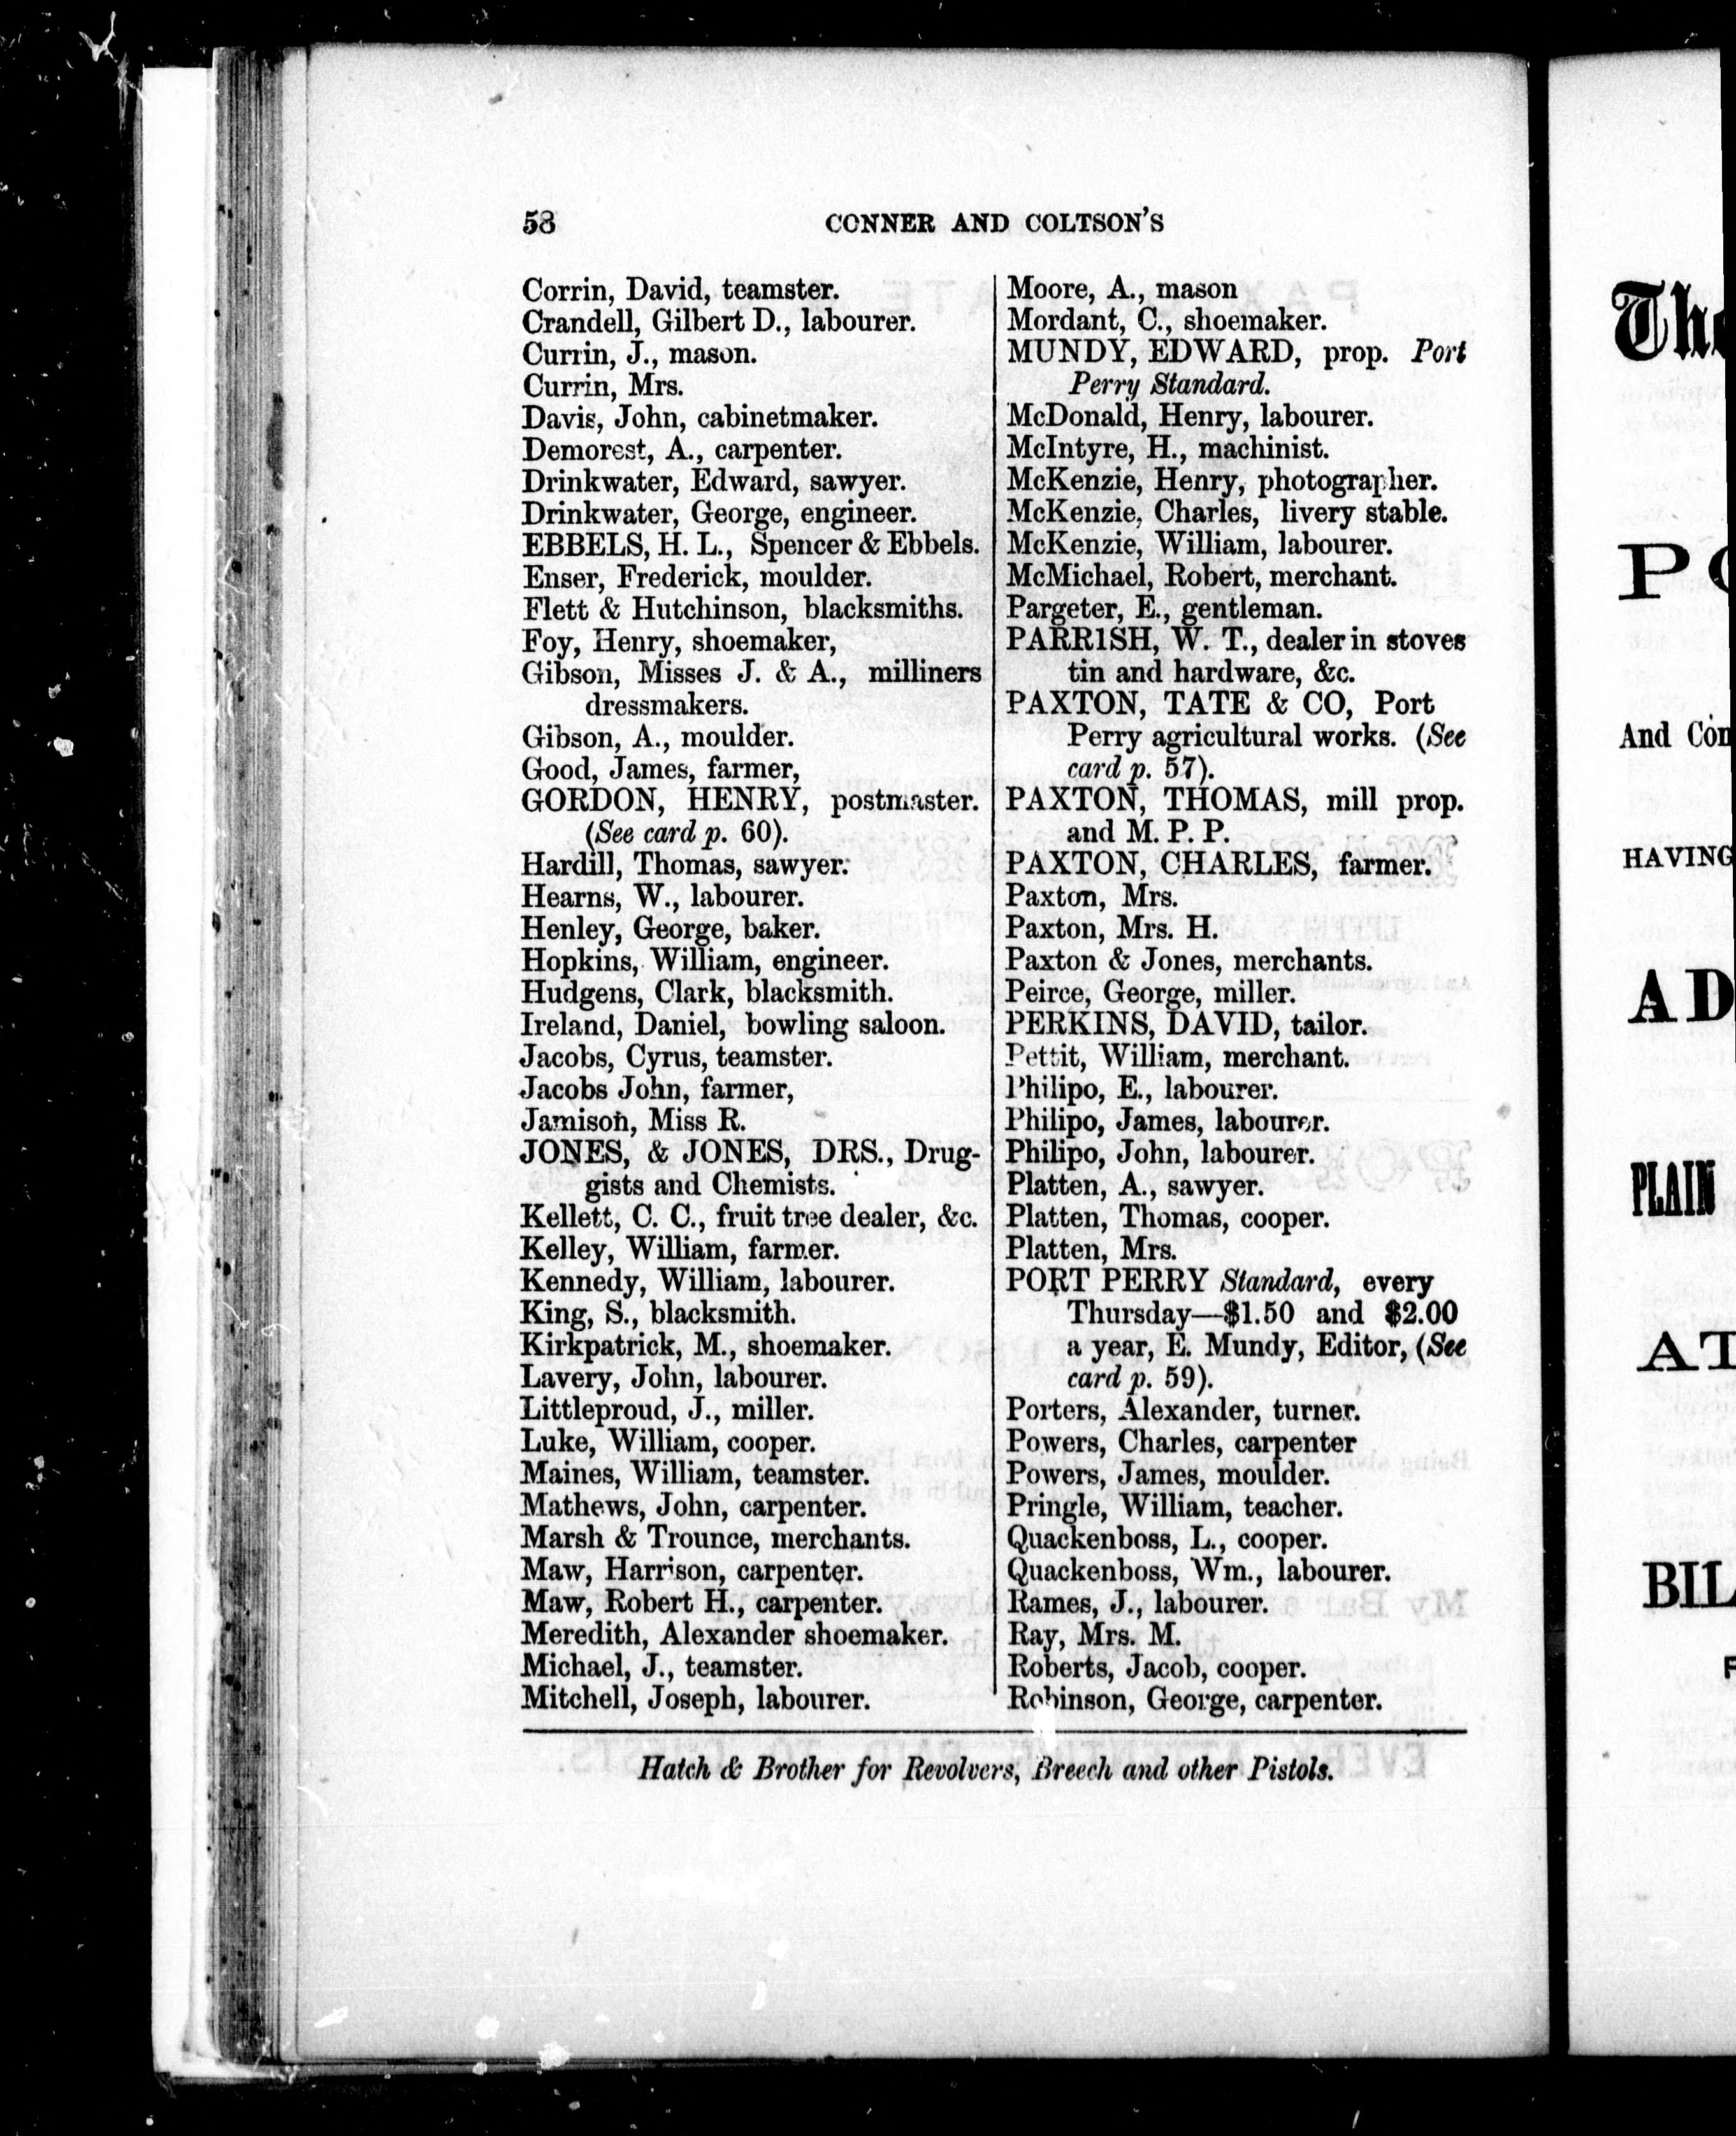 58
CONNER AND COLTSON'S
Corrin, David, teamster.
Crandell, Gilbert D., labourer.
Currin, J., mason.
Currin, Mrs.
Davis, John, cabinetmaker.
Demorest, A., carpenter.
Drinkwater, Edward, sawyer.
Drinkwater, George, engineer.
EBBELS, H. L., Spencer & Ebbels.
Enser, Frederick, moulder.
Flett & Hutchinson, blacksmiths.
Foy, Henry, shoemaker,
Gibson, Misses J. & A., milliners
dressmakers.
Gibson, A., moulder.
Good, James, farmer,
GORDON, HENRY, postmaster.
(See card p. 60).
Hardill, Thomas, sawyer.
Hearns, W., labourer.
Henley, George, baker.
Hopkins, William, engineer.
Hudgens, Clark, blacksmith.
Ireland, Daniel, bowling saloon.
Jacobs, Cyrus, teamster.
Jacobs John, farmer,
Jamison, Miss R.
JONES, & JONES, DRS., Drug-
gists and Chemists.
Kellett, C. C., fruit tree dealer, &c.
Kelley, William, farmer.
Kennedy, William, labourer.
King, S., blacksmith.
Kirkpatrick, M., shoemaker.
Lavery, John, labourer.
Littleproud, J., miller.
Luke, William, cooper.
Maines, William, teamster.
Mathews, John, carpenter.
Marsh & Trounce, merchants.
Maw, Harrison, carpenter.
Maw, Robert H., carpenter.
Meredith, Alexander shoemaker.
Michael, J., teamster.
Mitchell, Joseph, labourer.
Moore, A., mason
Mordant, C., shoemaker.
MUNDY, EDWARD, prop. Port
Perry Standard.
McDonald, Henry, labourer.
McIntyre, H., machinist.
McKenzie, Henry, photographer.
McKenzie, Charles, livery stable.
McKenzie, William, labourer.
McMichael, Robert, merchant.
Pargeter, E., gentleman.
PARRISH, W. T., dealer in stoves
tin and hardware, &c.
PAXTON, TATE & CO, Port
Perry agricultural works. (See
card p. 57).
PAXTON, THOMAS, mill prop.
and M. P. P.
PAXTON, CHARLES, farmer.
Paxton, Mrs.
Paxton, Mrs. H.
Paxton & Jones, merchants.
Peirce, George, miller.
PERKINS, DAVID, tailor.
Pettit, William, merchant.
Philipo, E., labourer.
Philipo, James, labourer.
Philipo, John, labourer.
Platten, A., sawyer.
Platten, Thomas, cooper.
Platten, Mrs.
PORT PERRY Standard, every
Thursday—$1.50 and $2.00
a year, E. Mundy, Editor, (See
card p. 59).
Porters, Alexander, turner.
Powers, Charles, carpenter
Powers, James, moulder.
Pringle, William, teacher.
Quackenboss, L., cooper.
Quackenboss, Wm., labourer.
Rames, J., labourer.
Ray, Mrs. M.
Roberts, Jacob, cooper.
Robinson, George, carpenter.
Hatch & Brother for Revolvers, Breech and other Pistols.
And
HAVING
PLAIN